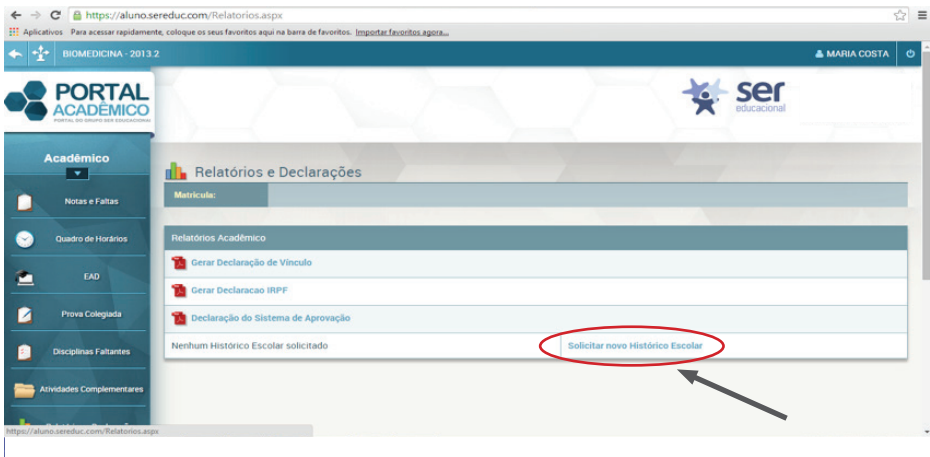 https://aluno.sereduc.com/Relatorios.aspx
Aplicativos Para acessar rapidamente, coloque os seus favoritos aqui na barra de favoritos. Importar favoritos agora...
BIOMEDICINA - 2013.2 MARIA COSTA
PORTAL
ACADÊMICO
PORTAL DO GRUPO SER EDUCACIONAL
ser
educacional
Acadêmico
Notas e Faltas
Quadro de Horários
EAD
Prova Colegiada
Disciplinas Faltantes
Atividades Complementares
Relatórios e Declarações
Matrícula:
Relatórios Acadêmico
Gerar Declaração de Vínculo
Gerar Declaracao IRPF
Declaração do Sistema de Aprovação
Nenhum Histórico Escolar solicitado Solicitar novo Histórico Escolar
https://aluno.sereduc.com/Relatorios.aspx